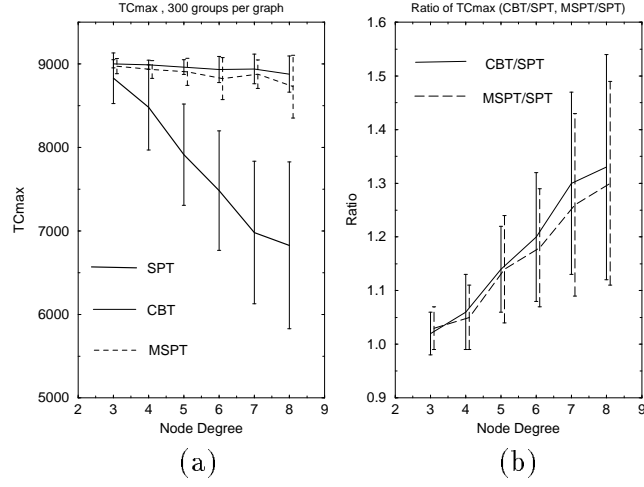 TCmax , 300 groups per graph
9000
8000
7000
6000
5000
TCmax
SPT
CBT
MSPT
2 3 4 5 6 7 8 9
Node Degree
(a)
Ratio of TCmax (CBT/SPT, MSPT/SPT)
1.6
1.5
1.4
1.3
1.2
1.1
1.0
0.9
Ratio
CBT/SPT
MSPT/SPT
2 3 4 5 6 7 8 9
Node Degree
(b)